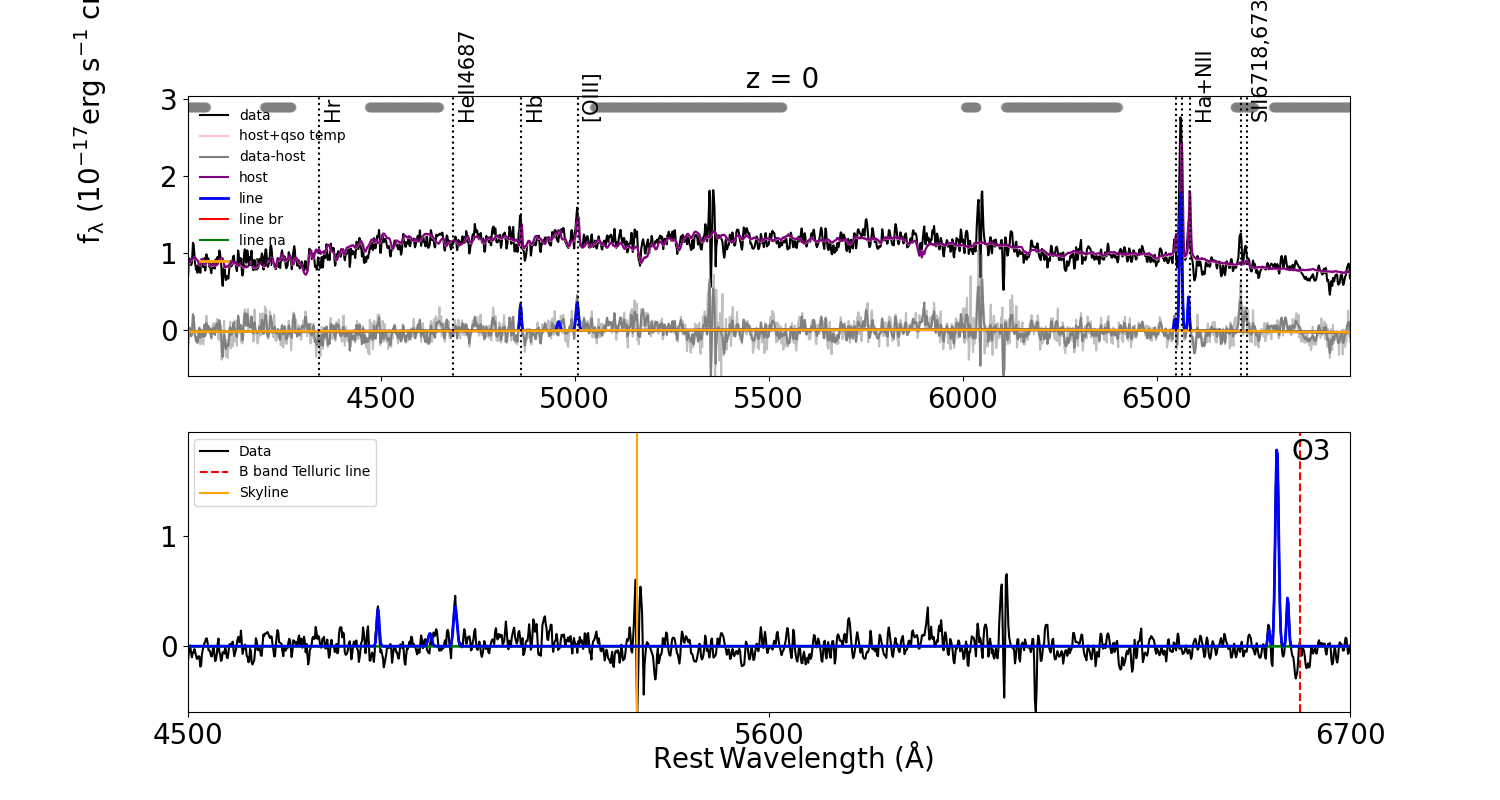 f_λ (10^−17 erg s^−1 c
z = 0
Hr
HeII4687
Hb
[OIII]
Ha+NII
SII6718,673
3
2
1
0
data
host+qso temp
data-host
host
line
line br
line na
4500 5000 5500 6000 6500
1
0
Data
B band Telluric line
Skyline
O3
4500 5600 6700
Rest Wavelength (Å)